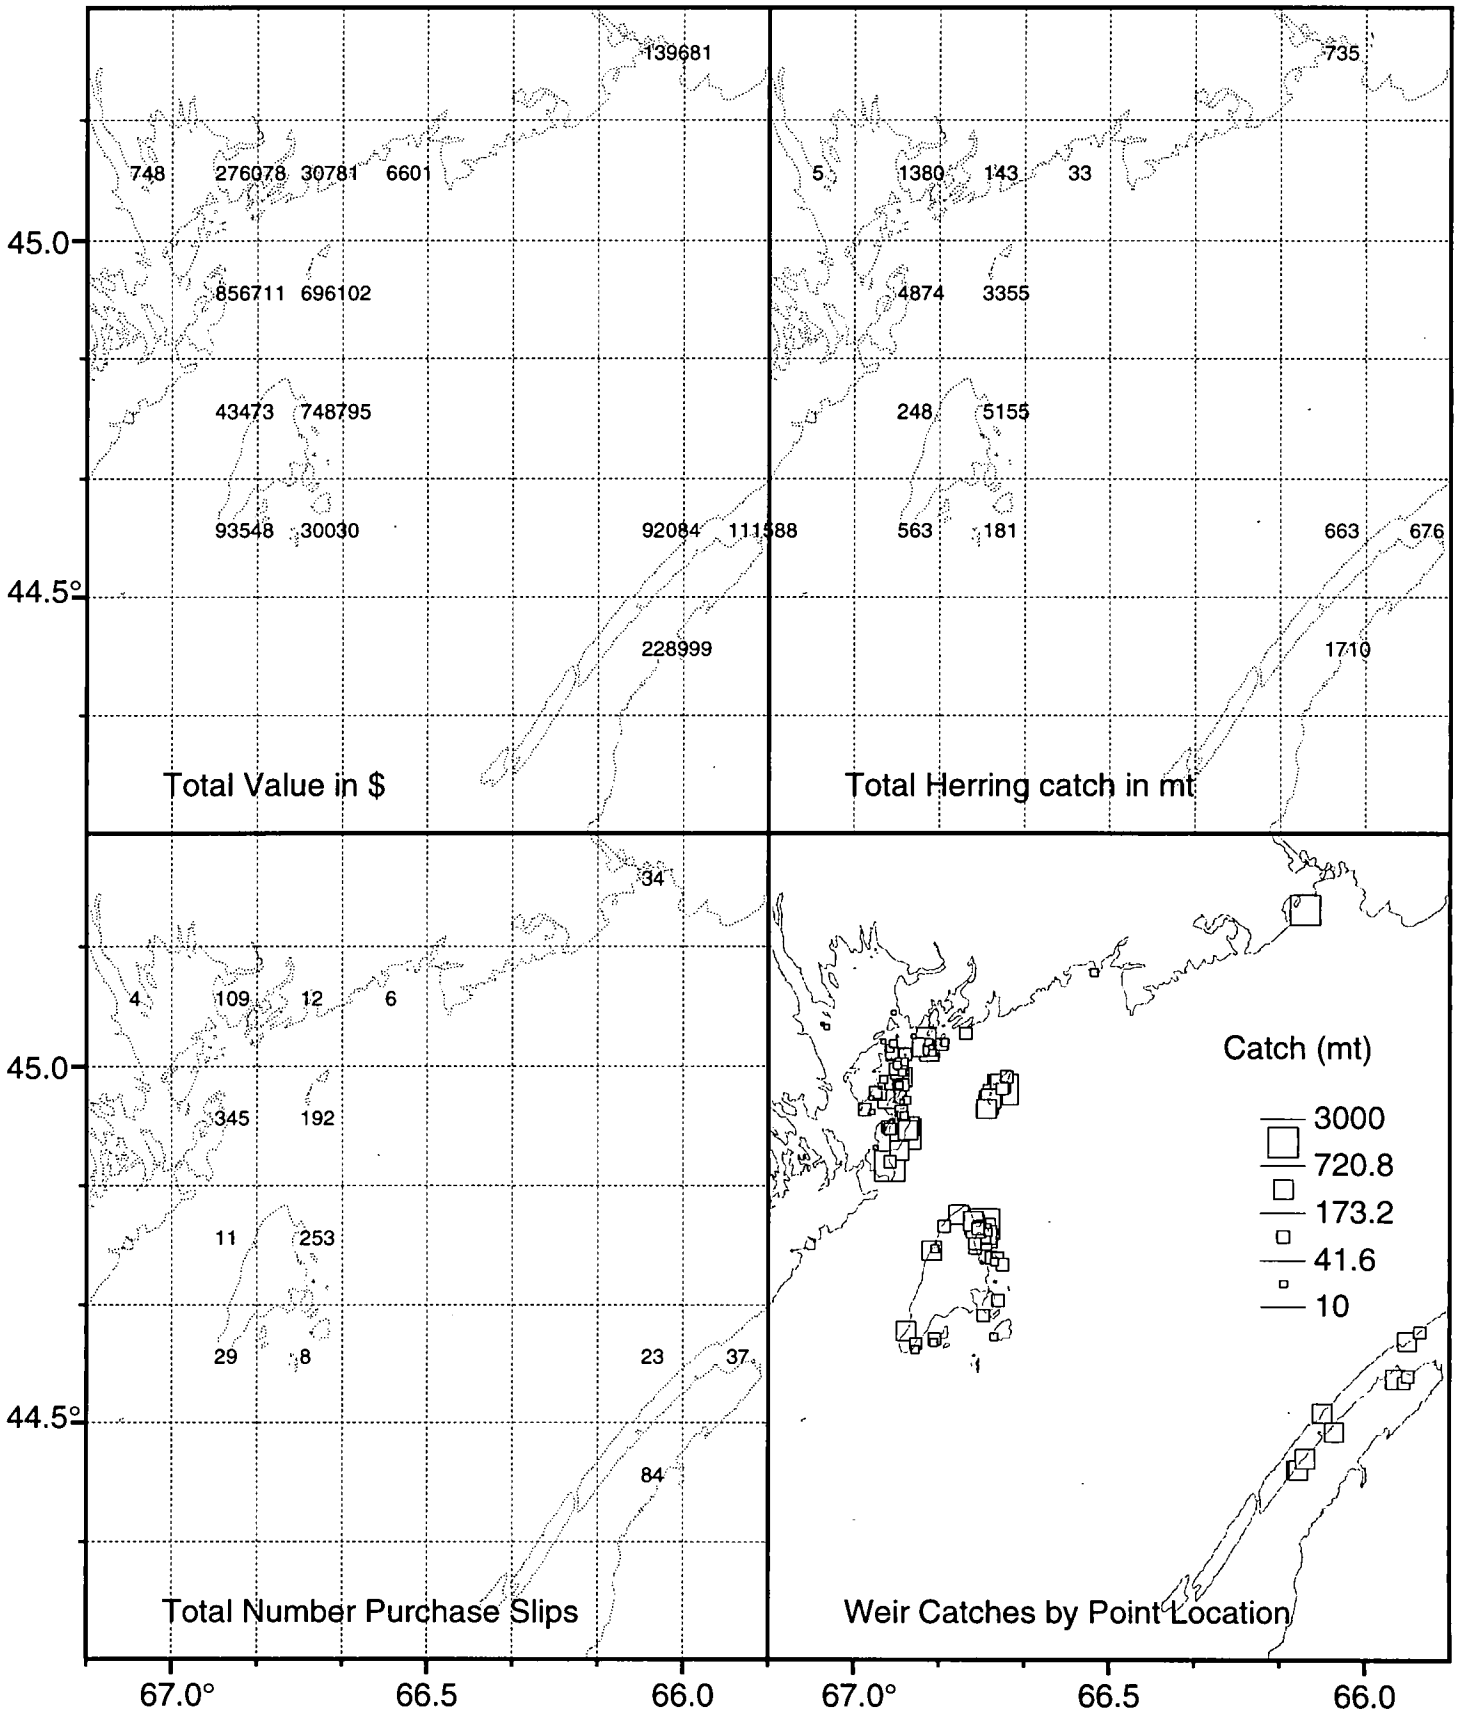 139681
748 276078 30781 6601
45.0
856711 696102
43473 748795
93548 30030 92084 111588
44.5°
228999
Total Value in $
735
5 1380 143 33
4874 3355
248 5155
563 181 663 676
1710
Total Herring catch in mt
34
4 109 12 6
45.0
345 192
11 253
29 8 23 37
44.5°
84
Total Number Purchase Slips
67.0° 66.5 66.0
Catch (mt)
3000
720.8
173.2
41.6
10
Weir Catches by Point Location
67.0° 66.5 66.0